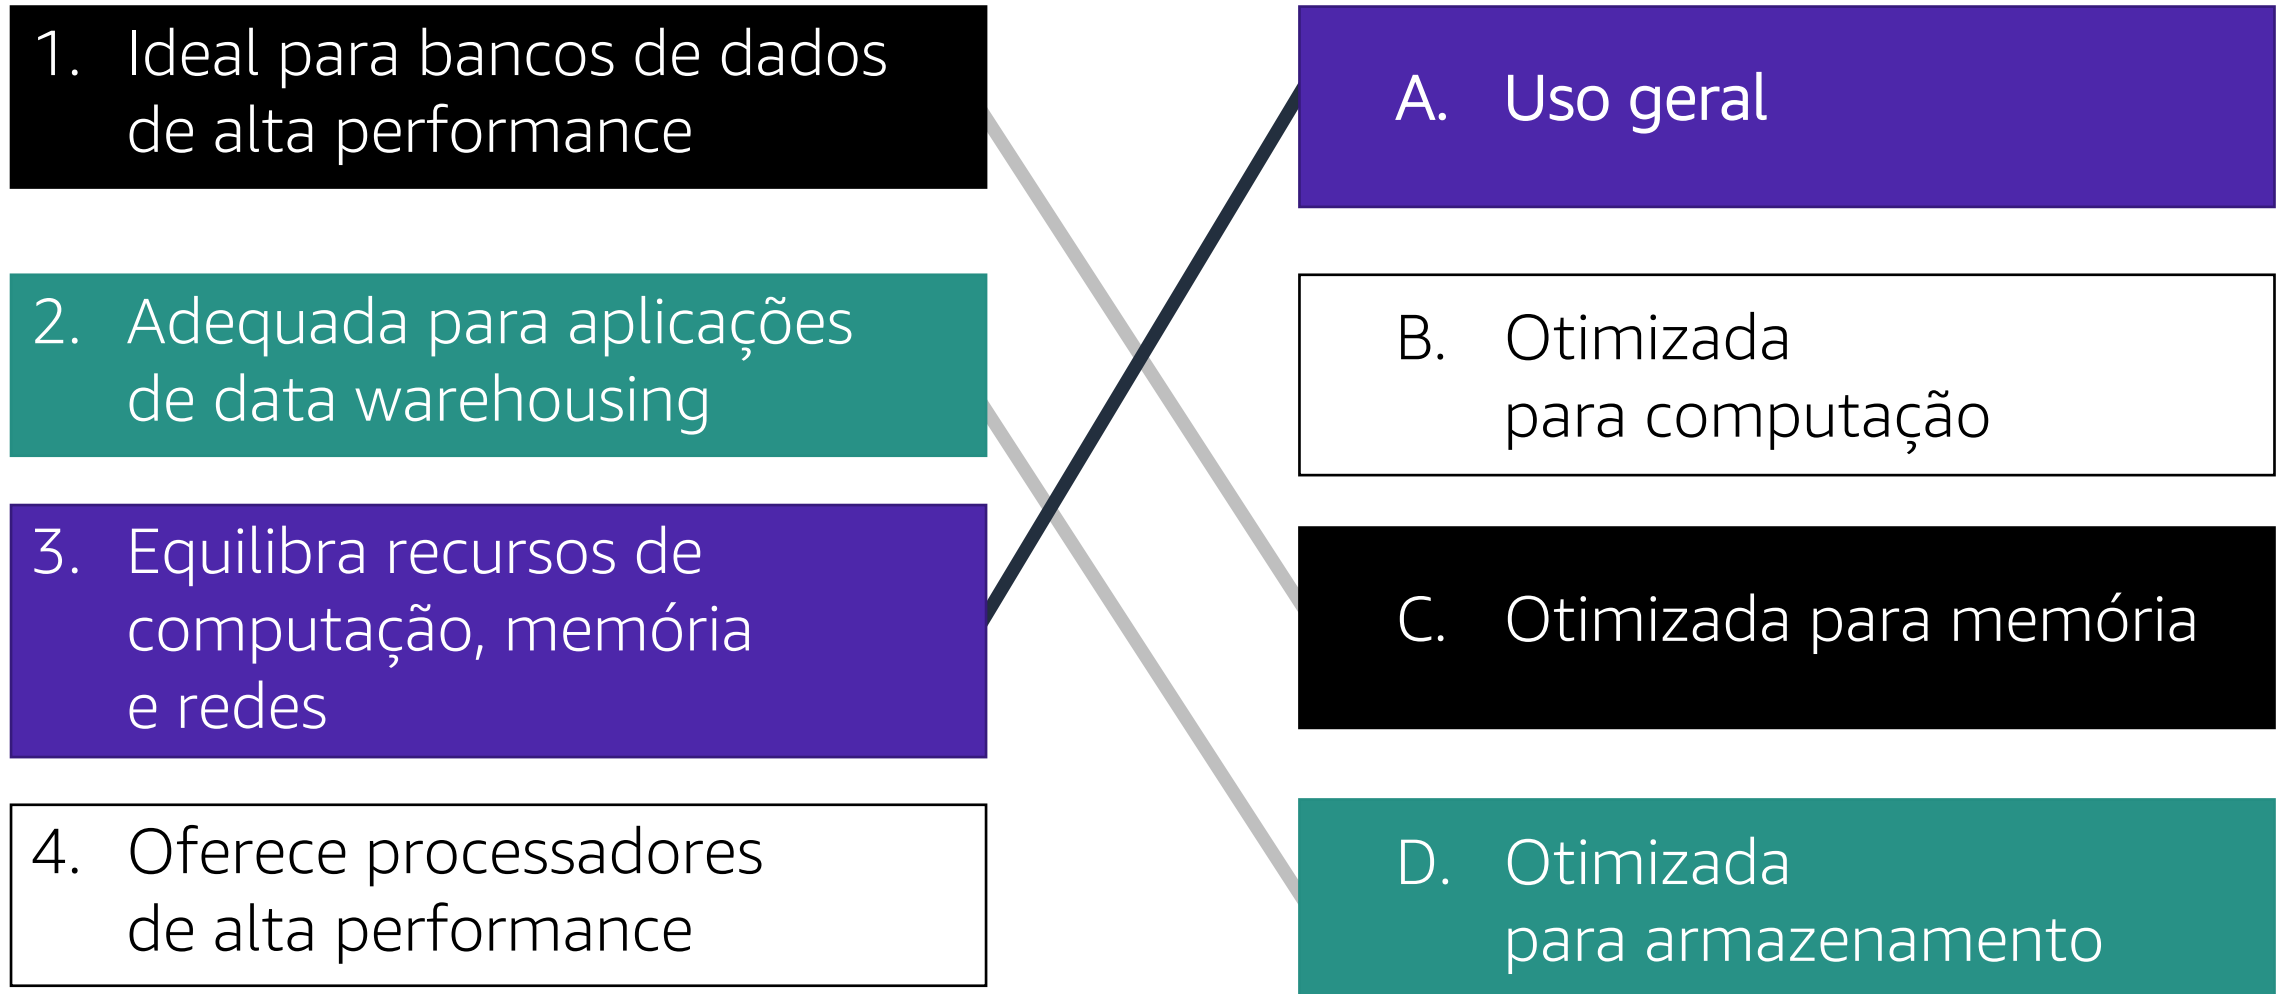 1. Ideal para bancos de dados
de alta performance
2. Adequada para aplicações
de data warehousing
3. Equilibra recursos de
computação, memória
e redes
4. Oferece processadores
de alta performance
A. Uso geral
B. Otimizada
para computação
C. Otimizada para memória
D. Otimizada
para armazenamento